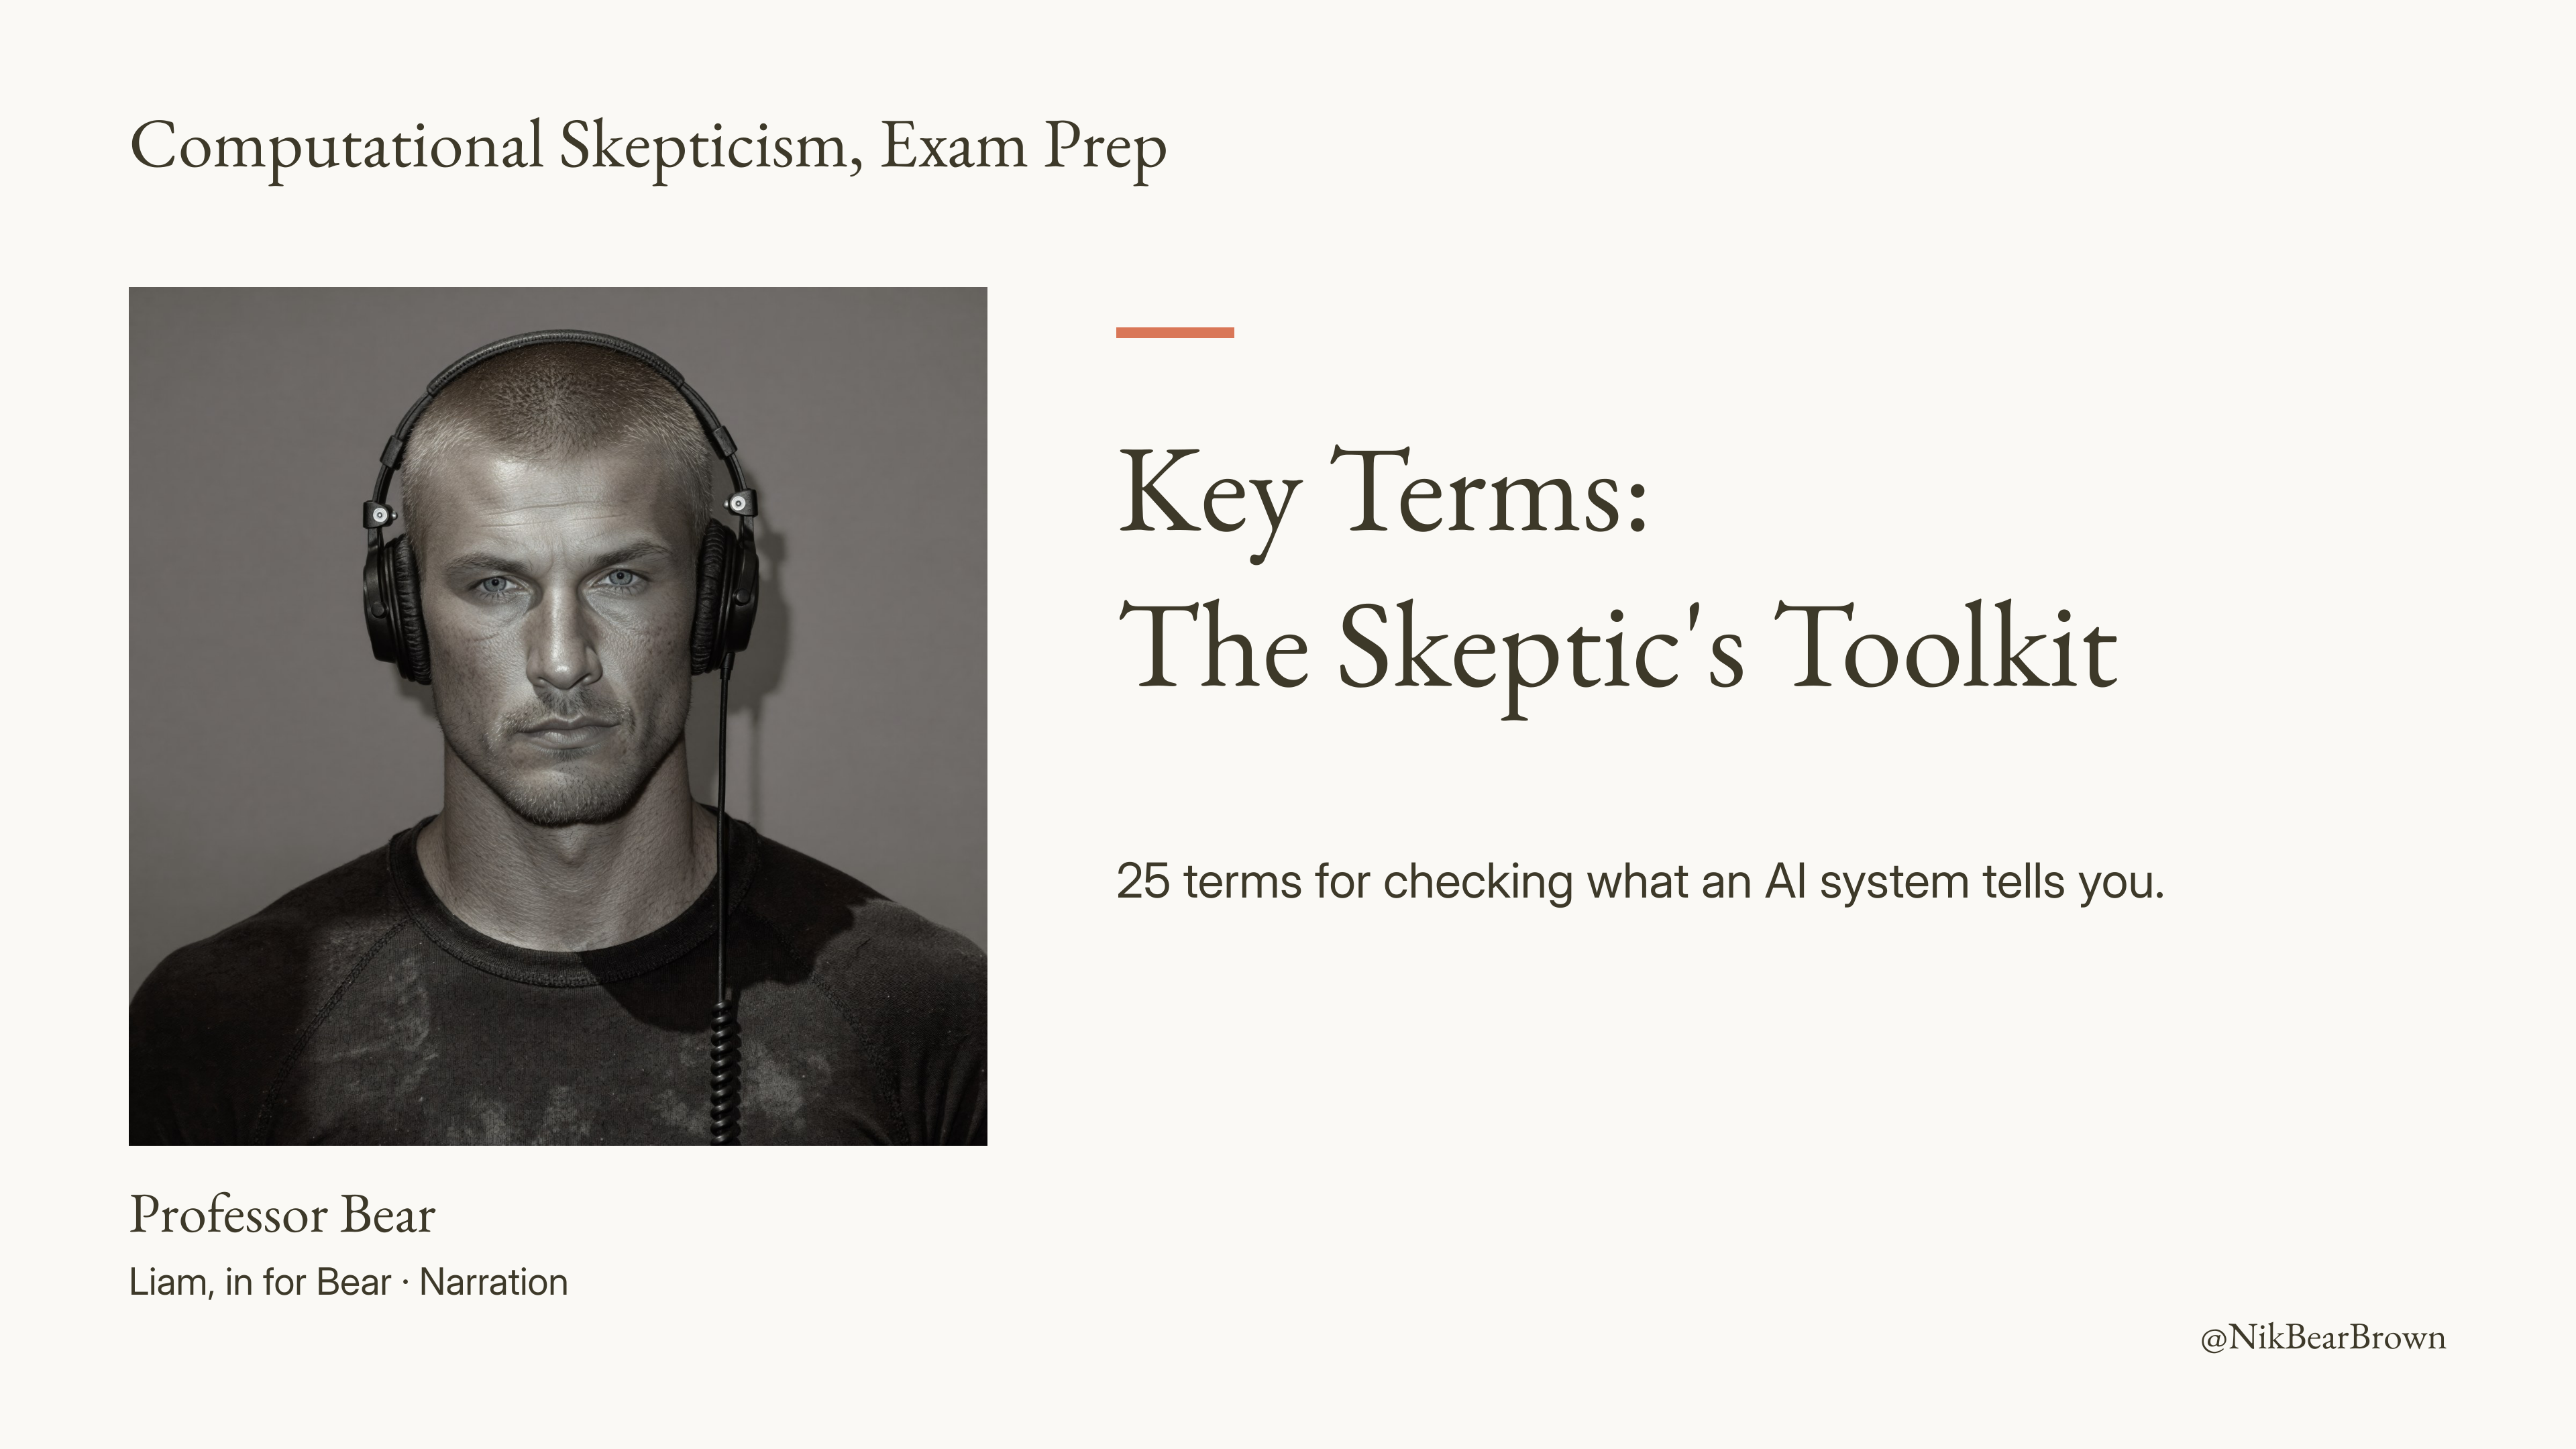 Computational Skepticism, Exam Prep
Key Terms:
The Skeptic's Toolkit
25 terms for checking what an AI system tells you.
Professor Bear
Liam, in for Bear · Narration
@NikBearBrown